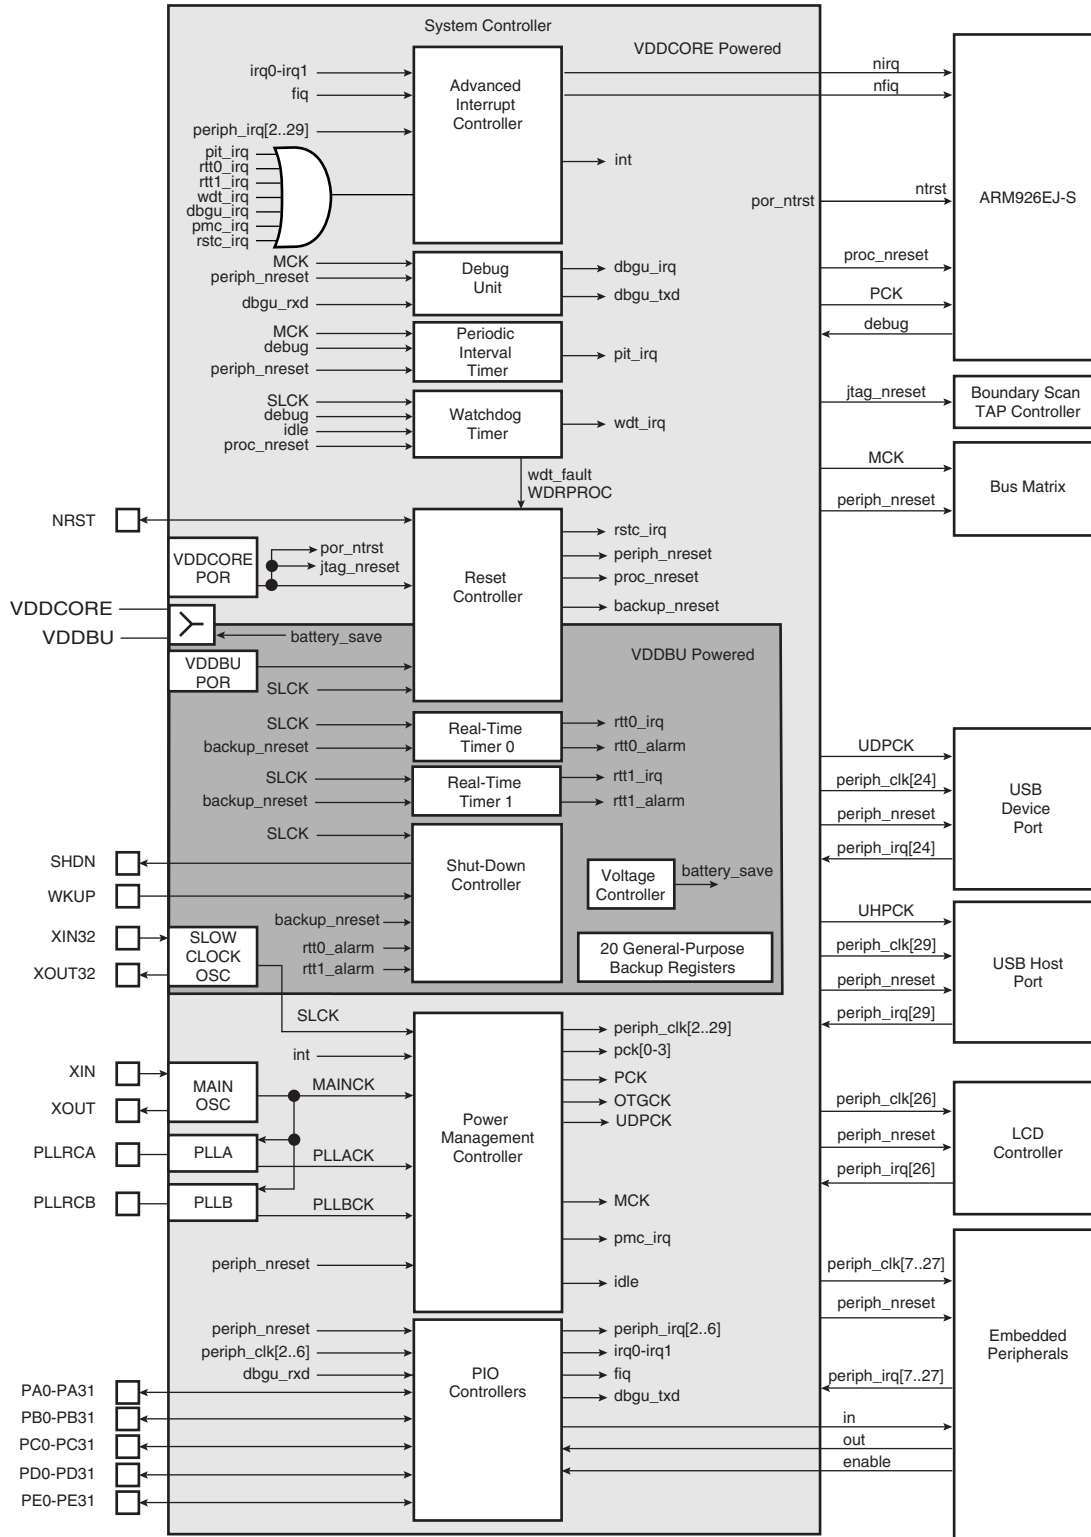 System Controller
VDDCORE Powered
irq0-irq1
fiq
periph_irq[2..29]
pit_irq
rtt0_irq
rtt1_irq
wdt_irq
dbgu_irq
pmc_irq
rstc_irq
Advanced
Interrupt
Controller
int
nirq
nfiq
por_ntrst
ntrst
ARM926EJ-S
proc_nreset
PCK
debug
MCK
periph_nreset
dbgu_rxd
Debug
Unit
dbgu_irq
dbgu_txd
MCK
debug
periph_nreset
Periodic
Interval
Timer
pit_irq
SLCK
debug
idle
proc_nreset
Watchdog
Timer
wdt_irq
jtag_nreset
Boundary Scan
TAP Controller
wdt_fault
WDRPROC
MCK
periph_nreset
Bus Matrix
NRST
VDDCORE
POR
por_ntrst
jtag_nreset
Reset
Controller
rstc_irq
periph_nreset
proc_nreset
backup_nreset
VDDCORE
VDDBU
battery_save
VDDBU
POR
SLCK
VDDBU Powered
SLCK
backup_nreset
Real-Time
Timer 0
rtt0_irq
rtt0_alarm
SLCK
backup_nreset
Real-Time
Timer 1
rtt1_irq
rtt1_alarm
UDPCK
periph_clk[24]
periph_nreset
periph_irq[24]
USB
Device
Port
SLCK
SHDN
WKUP
backup_nreset
rtt0_alarm
rtt1_alarm
Shut-Down
Controller
Voltage
Controller
battery_save
20 General-Purpose
Backup Registers
XIN32
XOUT32
SLOW
CLOCK
OSC
UHPCK
periph_clk[29]
periph_nreset
periph_irq[29]
USB Host
Port
SLCK
int
XIN
XOUT
MAIN
OSC
MAINCK
PLLRCA
PLLA
PLLACK
PLLRCB
PLLB
PLLBCK
periph_nreset
Power
Management
Controller
periph_clk[2..29]
pck[0-3]
PCK
OTGCK
UDPCK
MCK
pmc_irq
idle
periph_clk[26]
periph_nreset
periph_irq[26]
LCD
Controller
periph_clk[7..27]
periph_nreset
periph_irq[7..27]
in
out
enable
Embedded
Peripherals
periph_nreset
periph_clk[2..6]
dbgu_rxd
PIO
Controllers
periph_irq[2..6]
irq0-irq1
fiq
dbgu_txd
PA0-PA31
PB0-PB31
PC0-PC31
PD0-PD31
PE0-PE31